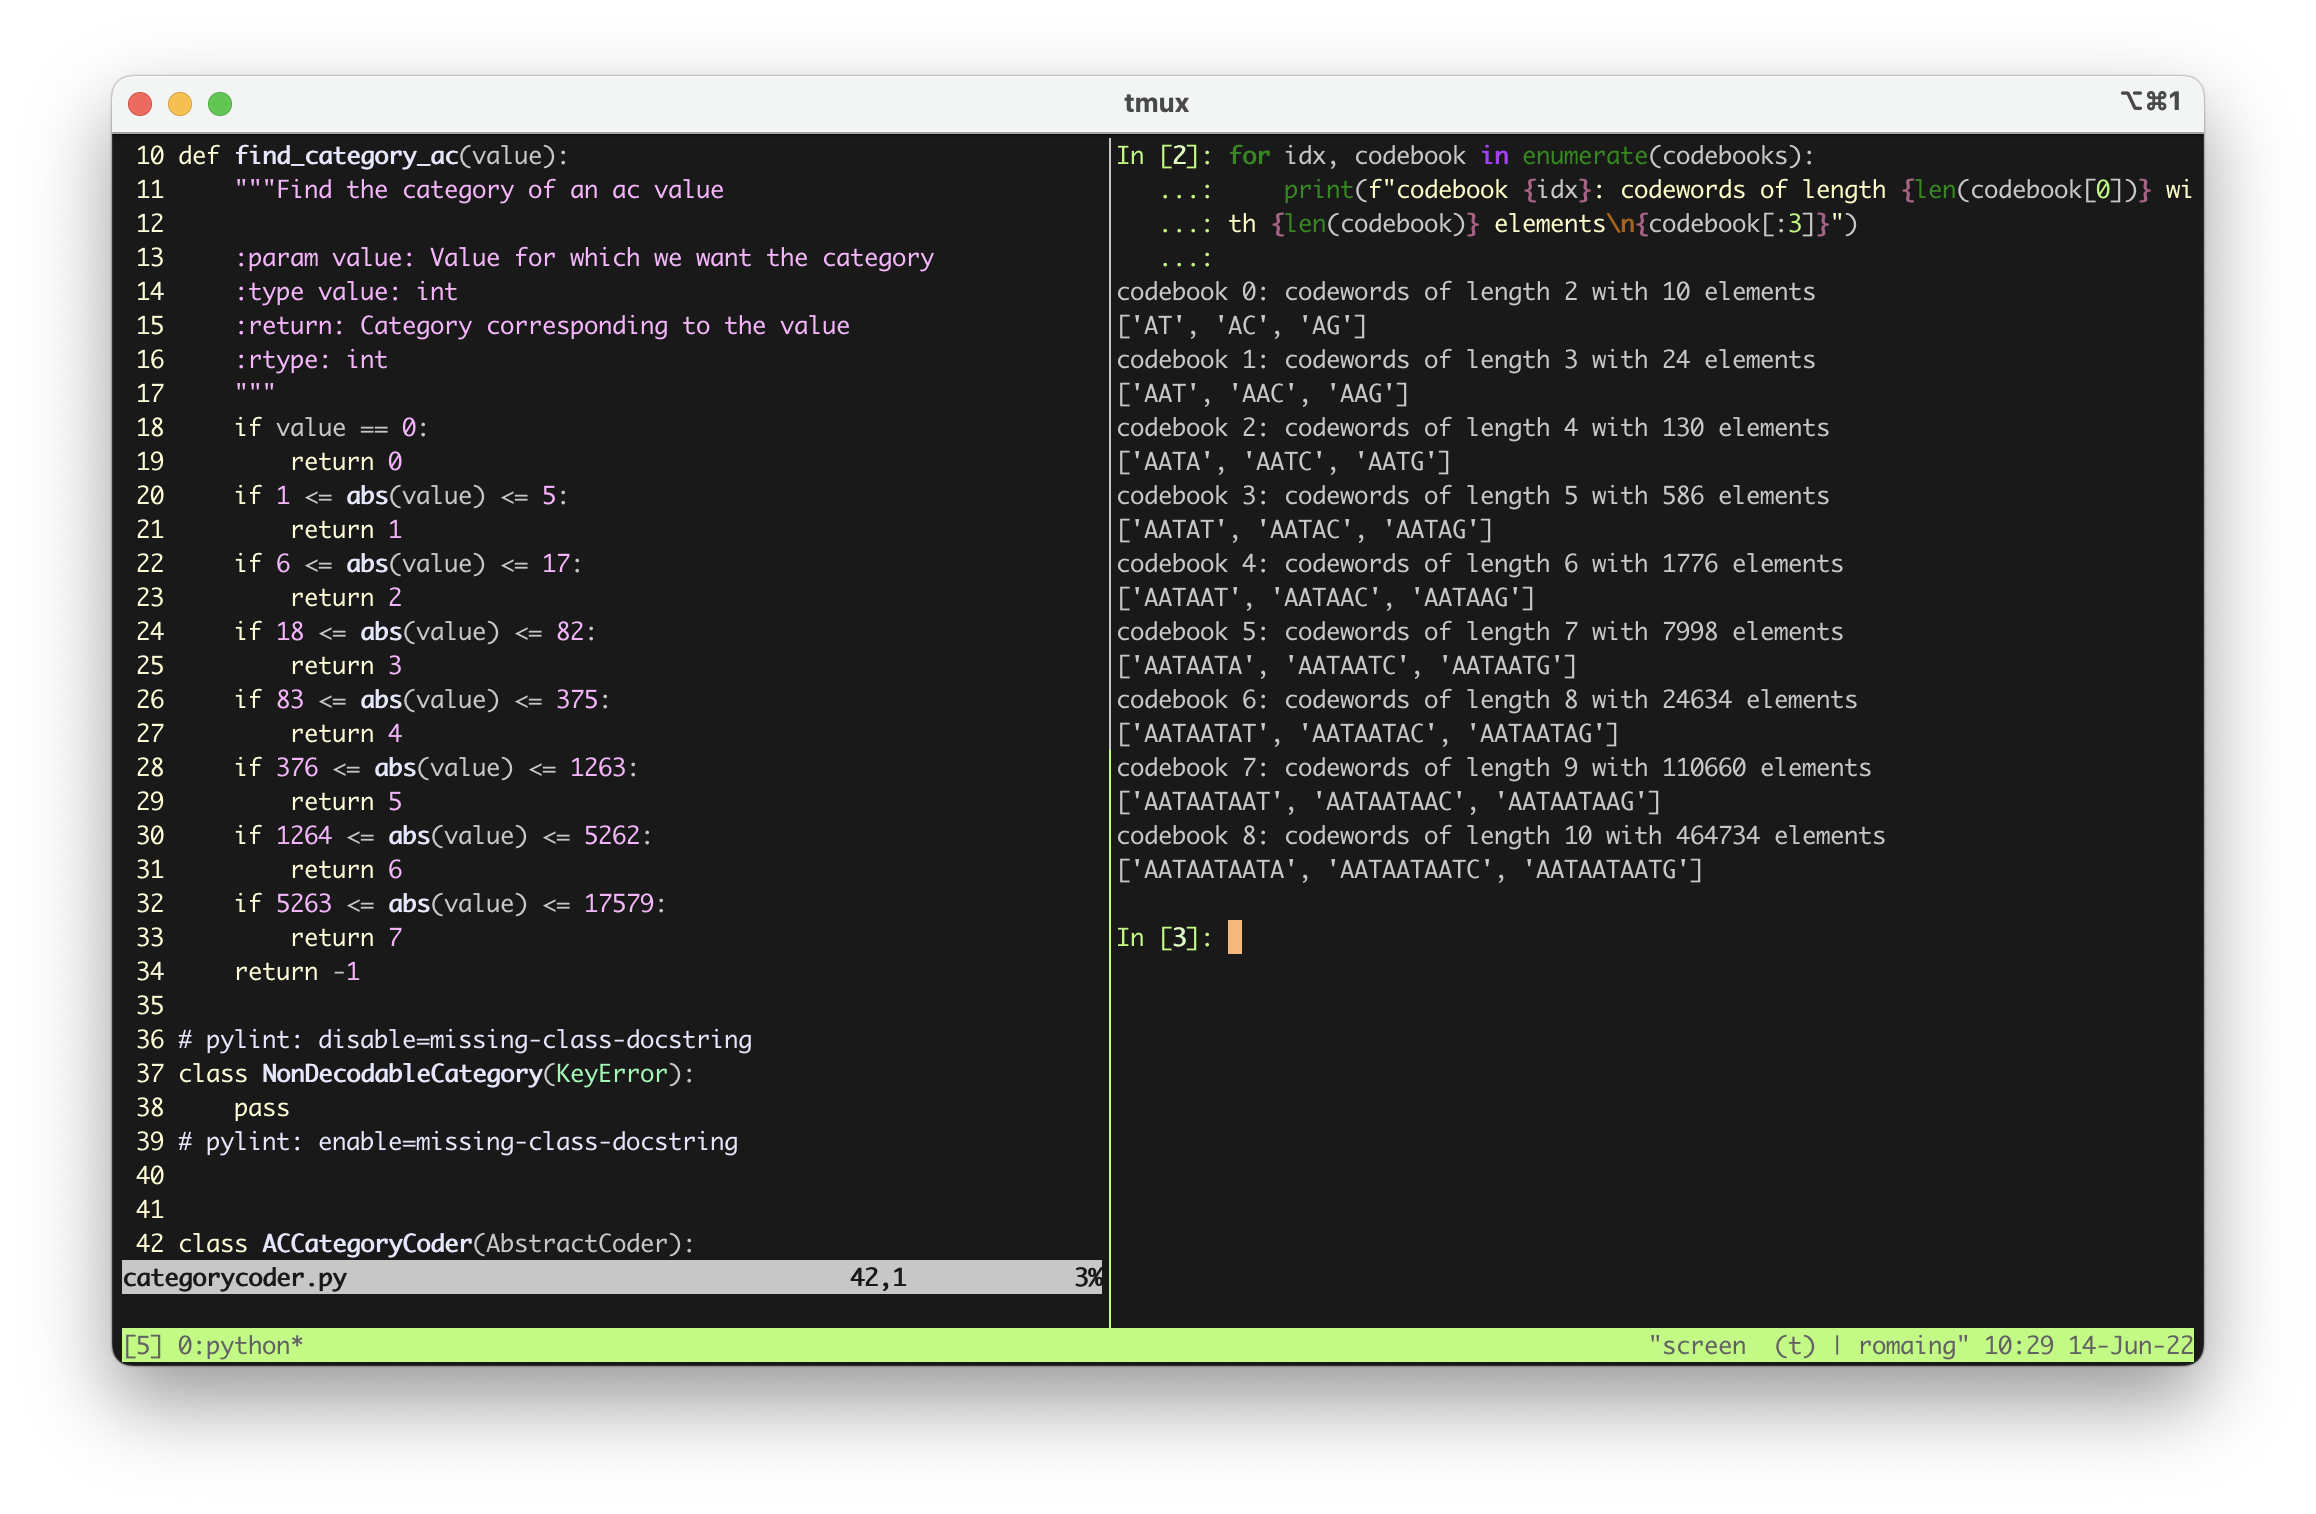 tmux
⌥⌘1
10 def find_category_ac(value):
11     """Find the category of an ac value
12
13     :param value: Value for which we want the category
14     :type value: int
15     :return: Category corresponding to the value
16     :rtype: int
17     """
18     if value == 0:
19         return 0
20     if 1 <= abs(value) <= 5:
21         return 1
22     if 6 <= abs(value) <= 17:
23         return 2
24     if 18 <= abs(value) <= 82:
25         return 3
26     if 83 <= abs(value) <= 375:
27         return 4
28     if 376 <= abs(value) <= 1263:
29         return 5
30     if 1264 <= abs(value) <= 5262:
31         return 6
32     if 5263 <= abs(value) <= 17579:
33         return 7
34     return -1
35
36 # pylint: disable=missing-class-docstring
37 class NonDecodableCategory(KeyError):
38     pass
39 # pylint: enable=missing-class-docstring
40
41
42 class ACCategoryCoder(AbstractCoder):
categorycoder.py 42,1 3%
In [2]: for idx, codebook in enumerate(codebooks):
   ...:     print(f"codebook {idx}: codewords of length {len(codebook[0])} wi
   ...: th {len(codebook)} elements\n{codebook[:3]}")
   ...:
codebook 0: codewords of length 2 with 10 elements
['AT', 'AC', 'AG']
codebook 1: codewords of length 3 with 24 elements
['AAT', 'AAC', 'AAG']
codebook 2: codewords of length 4 with 130 elements
['AATA', 'AATC', 'AATG']
codebook 3: codewords of length 5 with 586 elements
['AATAT', 'AATAC', 'AATAG']
codebook 4: codewords of length 6 with 1776 elements
['AATAAT', 'AATAAC', 'AATAAG']
codebook 5: codewords of length 7 with 7998 elements
['AATAATA', 'AATAATC', 'AATAATG']
codebook 6: codewords of length 8 with 24634 elements
['AATAATAT', 'AATAATAC', 'AATAATAG']
codebook 7: codewords of length 9 with 110660 elements
['AATAATAAT', 'AATAATAAC', 'AATAATAAG']
codebook 8: codewords of length 10 with 464734 elements
['AATAATAATA', 'AATAATAATC', 'AATAATAATG']
In [3]:
[5] 0:python* "screen  (t) | romaing" 10:29 14-Jun-22